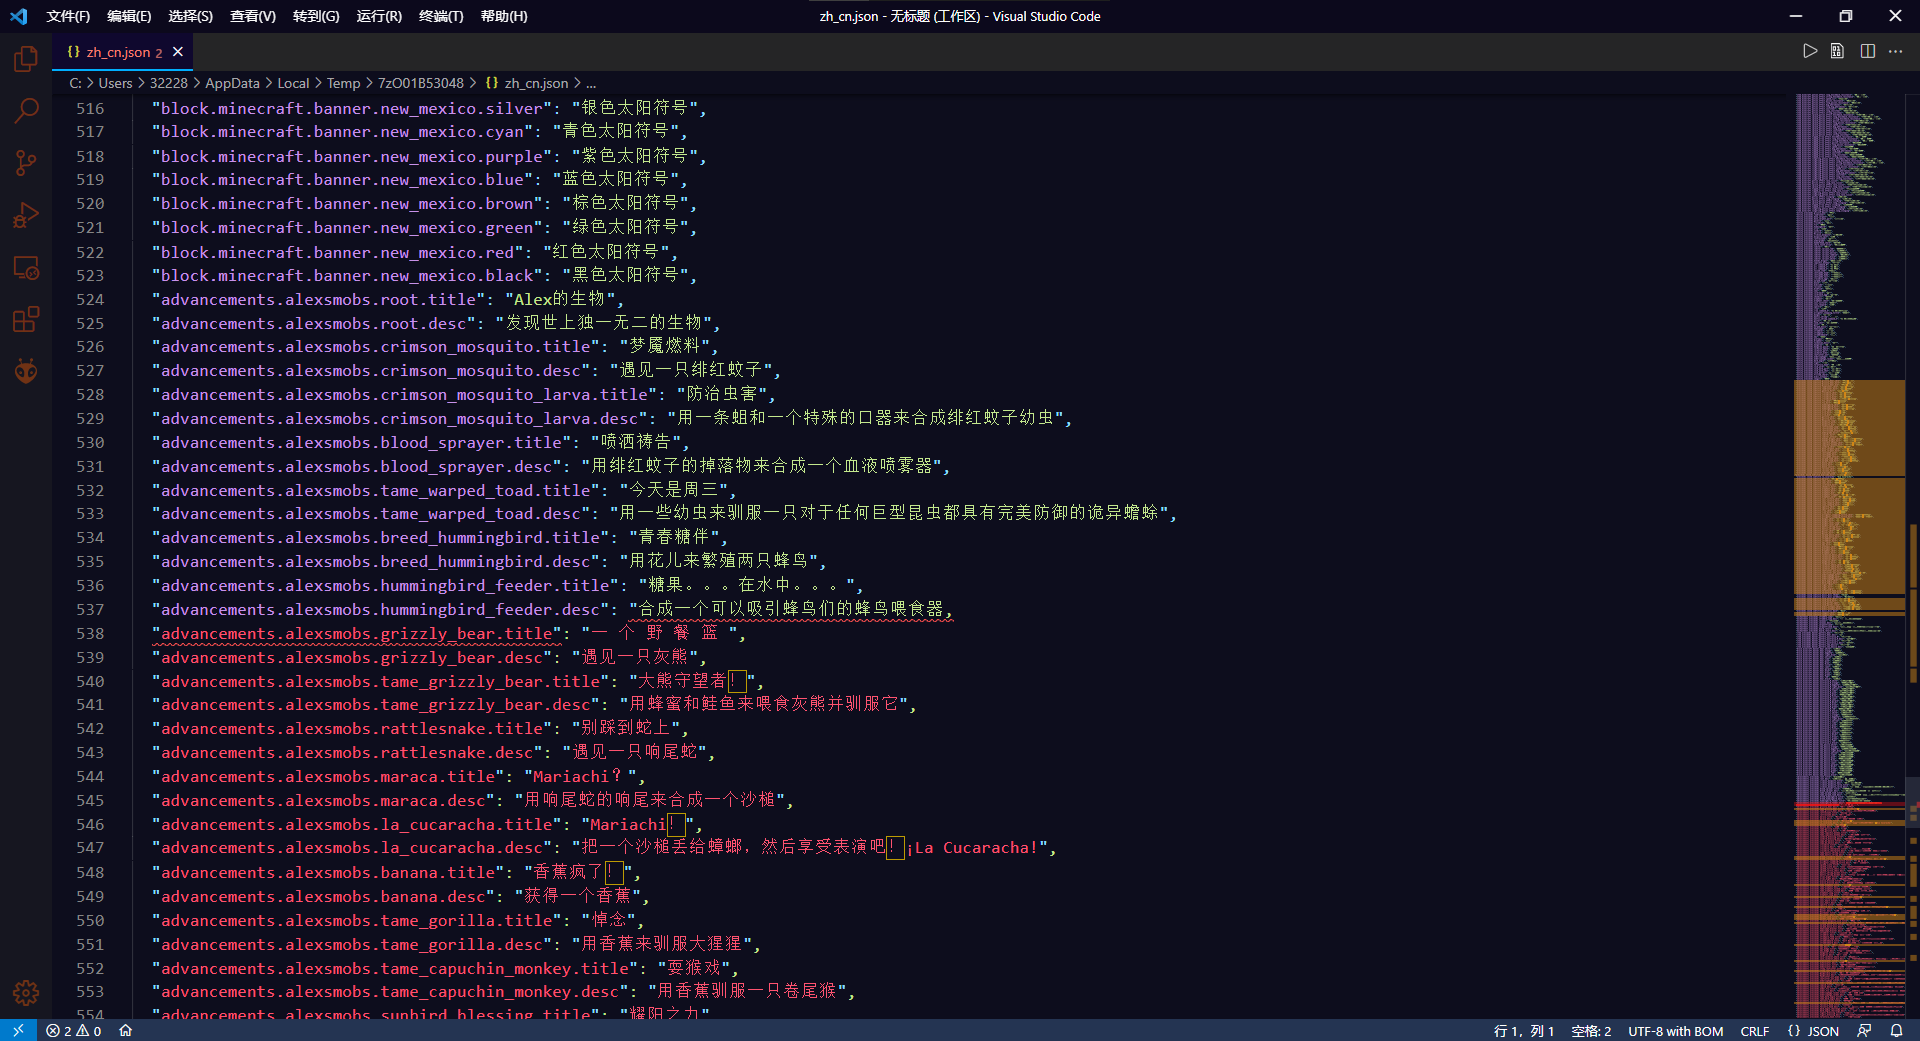 文件(F) 编辑(E) 选择(S) 查看(V) 转到(G) 运行(R) 终端(T) 帮助(H) zh_cn.json - 无标题 (工作区) - Visual Studio Code
{} zh_cn.json 2 ×
C: > Users > 32228 > AppData > Local > Temp > 7zO01B53048 > {} zh_cn.json > ...
516 "block.minecraft.banner.new_mexico.silver": "银色太阳符号",
517 "block.minecraft.banner.new_mexico.cyan": "青色太阳符号",
518 "block.minecraft.banner.new_mexico.purple": "紫色太阳符号",
519 "block.minecraft.banner.new_mexico.blue": "蓝色太阳符号",
520 "block.minecraft.banner.new_mexico.brown": "棕色太阳符号",
521 "block.minecraft.banner.new_mexico.green": "绿色太阳符号",
522 "block.minecraft.banner.new_mexico.red": "红色太阳符号",
523 "block.minecraft.banner.new_mexico.black": "黑色太阳符号",
524 "advancements.alexsmobs.root.title": "Alex的生物",
525 "advancements.alexsmobs.root.desc": "发现世上独一无二的生物",
526 "advancements.alexsmobs.crimson_mosquito.title": "梦魇燃料",
527 "advancements.alexsmobs.crimson_mosquito.desc": "遇见一只绯红蚊子",
528 "advancements.alexsmobs.crimson_mosquito_larva.title": "防治虫害",
529 "advancements.alexsmobs.crimson_mosquito_larva.desc": "用一条蛆和一个特殊的口器来合成绯红蚊子幼虫",
530 "advancements.alexsmobs.blood_sprayer.title": "喷洒祷告",
531 "advancements.alexsmobs.blood_sprayer.desc": "用绯红蚊子的掉落物来合成一个血液喷雾器",
532 "advancements.alexsmobs.tame_warped_toad.title": "今天是周三",
533 "advancements.alexsmobs.tame_warped_toad.desc": "用一些幼虫来驯服一只对于任何巨型昆虫都具有完美防御的诡异蟾蜍",
534 "advancements.alexsmobs.breed_hummingbird.title": "青春糖伴",
535 "advancements.alexsmobs.breed_hummingbird.desc": "用花儿来繁殖两只蜂鸟",
536 "advancements.alexsmobs.hummingbird_feeder.title": "糖果。。。在水中。。。",
537 "advancements.alexsmobs.hummingbird_feeder.desc": "合成一个可以吸引蜂鸟们的蜂鸟喂食器,
538 "advancements.alexsmobs.grizzly_bear.title": "一 个 野 餐 篮 ",
539 "advancements.alexsmobs.grizzly_bear.desc": "遇见一只灰熊",
540 "advancements.alexsmobs.tame_grizzly_bear.title": "大熊守望者！",
541 "advancements.alexsmobs.tame_grizzly_bear.desc": "用蜂蜜和鲑鱼来喂食灰熊并驯服它",
542 "advancements.alexsmobs.rattlesnake.title": "别踩到蛇上",
543 "advancements.alexsmobs.rattlesnake.desc": "遇见一只响尾蛇",
544 "advancements.alexsmobs.maraca.title": "Mariachi？",
545 "advancements.alexsmobs.maraca.desc": "用响尾蛇的响尾来合成一个沙槌",
546 "advancements.alexsmobs.la_cucaracha.title": "Mariachi！",
547 "advancements.alexsmobs.la_cucaracha.desc": "把一个沙槌丢给蟑螂，然后享受表演吧！¡La Cucaracha!",
548 "advancements.alexsmobs.banana.title": "香蕉疯了！",
549 "advancements.alexsmobs.banana.desc": "获得一个香蕉",
550 "advancements.alexsmobs.tame_gorilla.title": "悼念",
551 "advancements.alexsmobs.tame_gorilla.desc": "用香蕉来驯服大猩猩",
552 "advancements.alexsmobs.tame_capuchin_monkey.title": "耍猴戏",
553 "advancements.alexsmobs.tame_capuchin_monkey.desc": "用香蕉驯服一只卷尾猴",
554 "advancements.alexsmobs.sunbird_blessing.title": "耀阳之力"
2 0 行 1，列 1 空格: 2 UTF-8 with BOM CRLF {} JSON